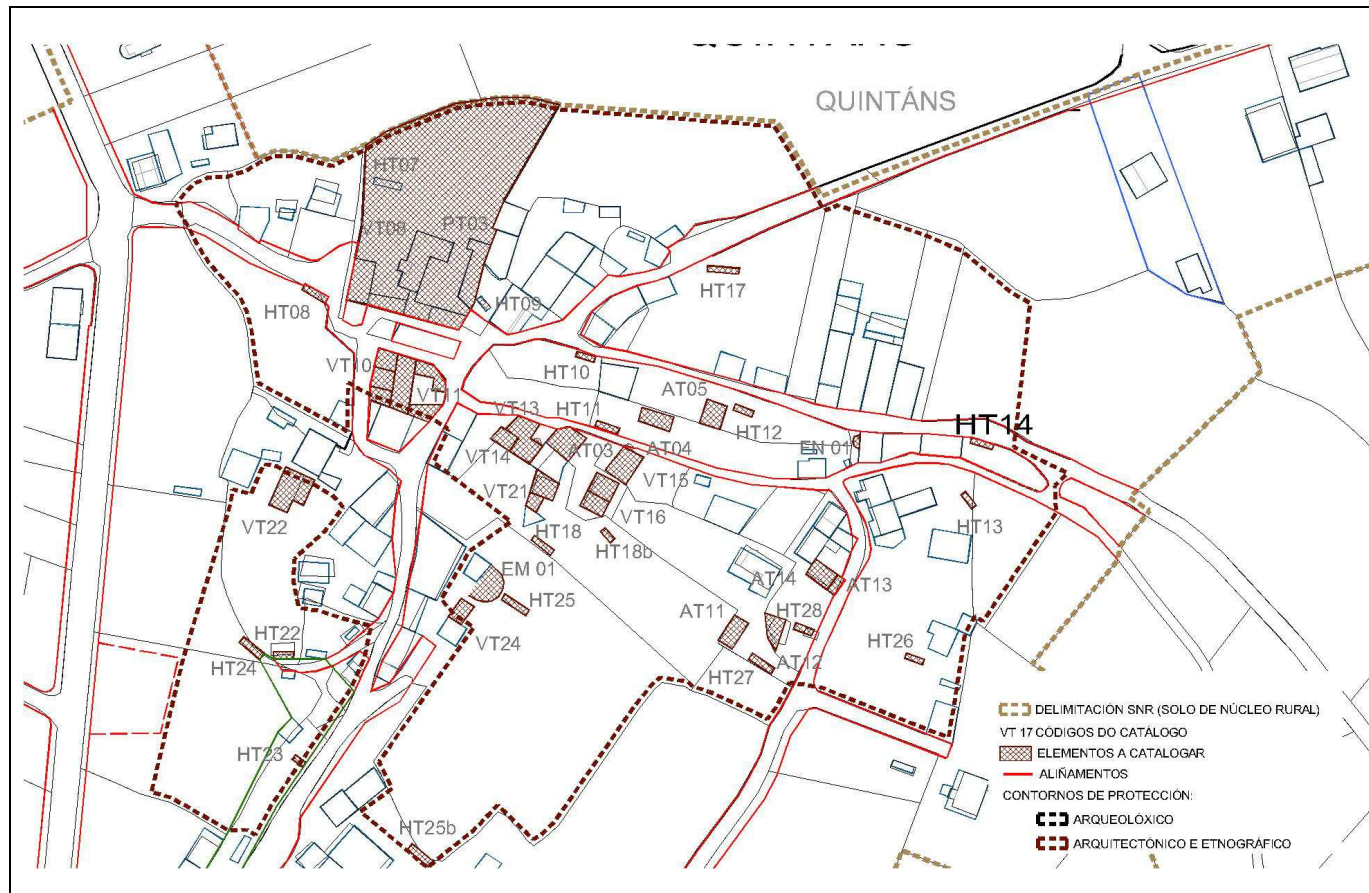 QUINTÁNS
QUINTÁNS
HT07
VT08
PT03
HT09
HT08
HT17
VT10
VT11
HT10
AT05
HT12
HT14
VT13
HT11
AT03
AT04
EN 01
VT14
VT15
VT21
VT16
VT22
HT18
HT18b
HT13
EM 01
HT25
AT14
AT13
AT11
HT28
VT24
HT22
HT24
AT12
HT26
HT27
HT23
HT25b
DELIMITACIÓN SNR (SOLO DE NÚCLEO RURAL)
VT 17 CÓDIGOS DO CATÁLOGO
ELEMENTOS A CATALOGAR
ALIÑAMENTOS
CONTORNOS DE PROTECCIÓN:
ARQUEOLÓXICO
ARQUITECTÓNICO E ETNOGRÁFICO